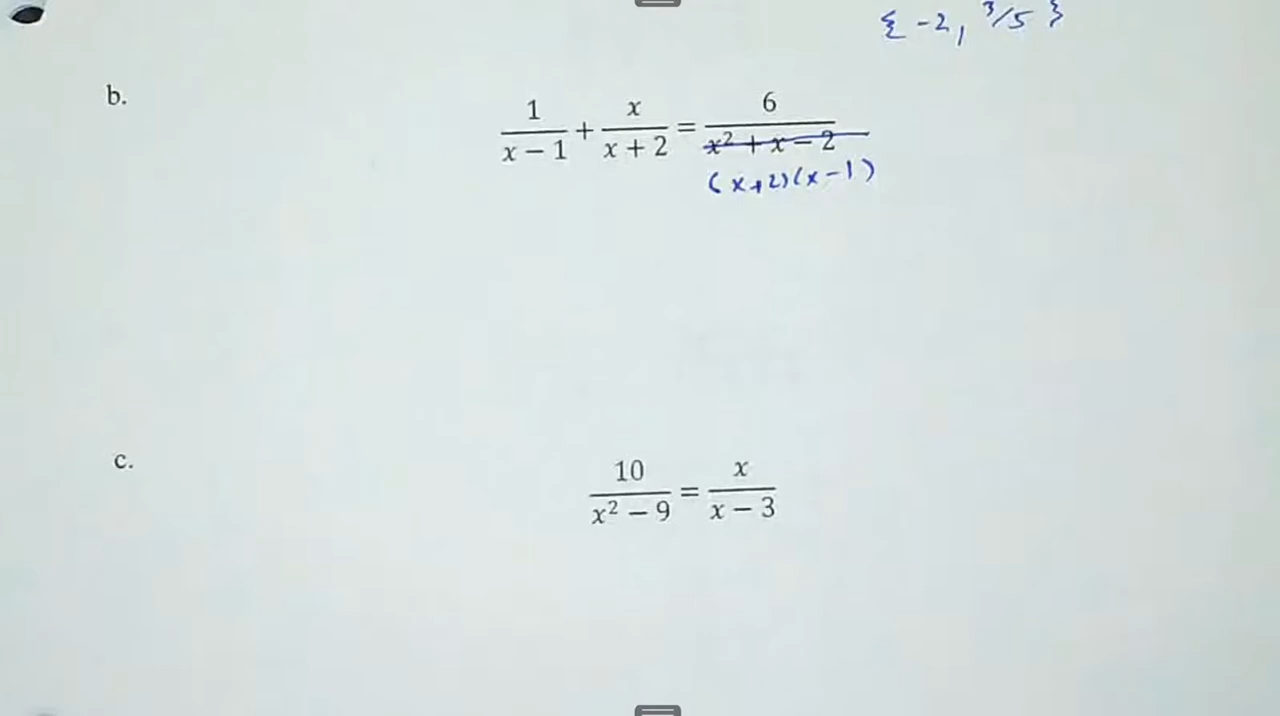 { -2, 3/5 }
b.
1/(x − 1) + x/(x + 2) = 6/(x² + x − 2)
(x+2)(x-1)
c.
10/(x² − 9) = x/(x − 3)